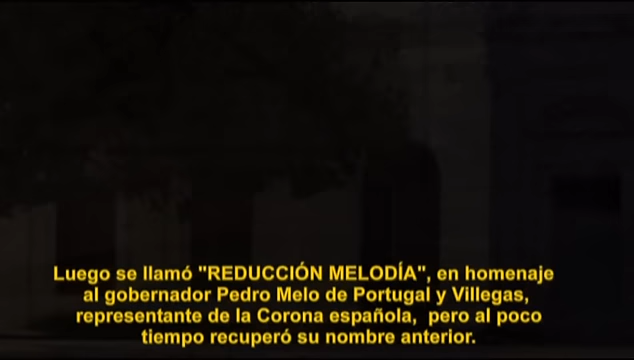 Luego se llamó "REDUCCIÓN MELODÍA", en homenaje
al gobernador Pedro Melo de Portugal y Villegas,
representante de la Corona española, pero al poco
tiempo recuperó su nombre anterior.